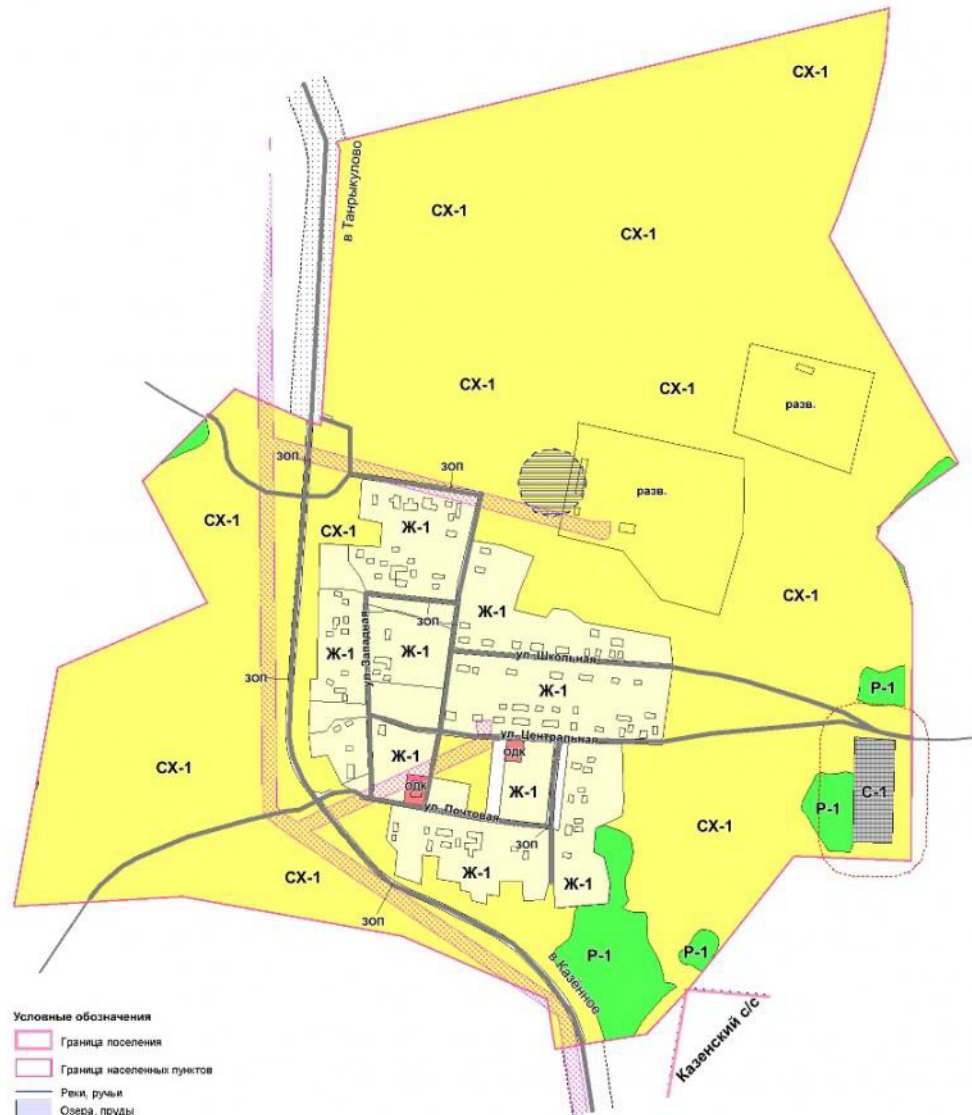 СХ-1
в Танрыкулово
СХ-1
СХ-1
СХ-1
СХ-1
разв.
ЗОП
ЗОП
разв.
СХ-1
СХ-1
Ж-1
СХ-1
Ж-1
ЗОП
ул. Западная
Ж-1
Ж-1
ул. Школьная
ЗОП
Ж-1
Р-1
ул. Центральная
Ж-1
ОДК
СХ-1
ОДК
Ж-1
Р-1
С-1
ул. Почтовая
СХ-1
ЗОП
СХ-1
Ж-1
Ж-1
ЗОП
Р-1
Р-1
в Казённое
Казенский с/с
Условные обозначения
Граница поселения
Граница населенных пунктов
Реки, ручьи
Озера, пруды